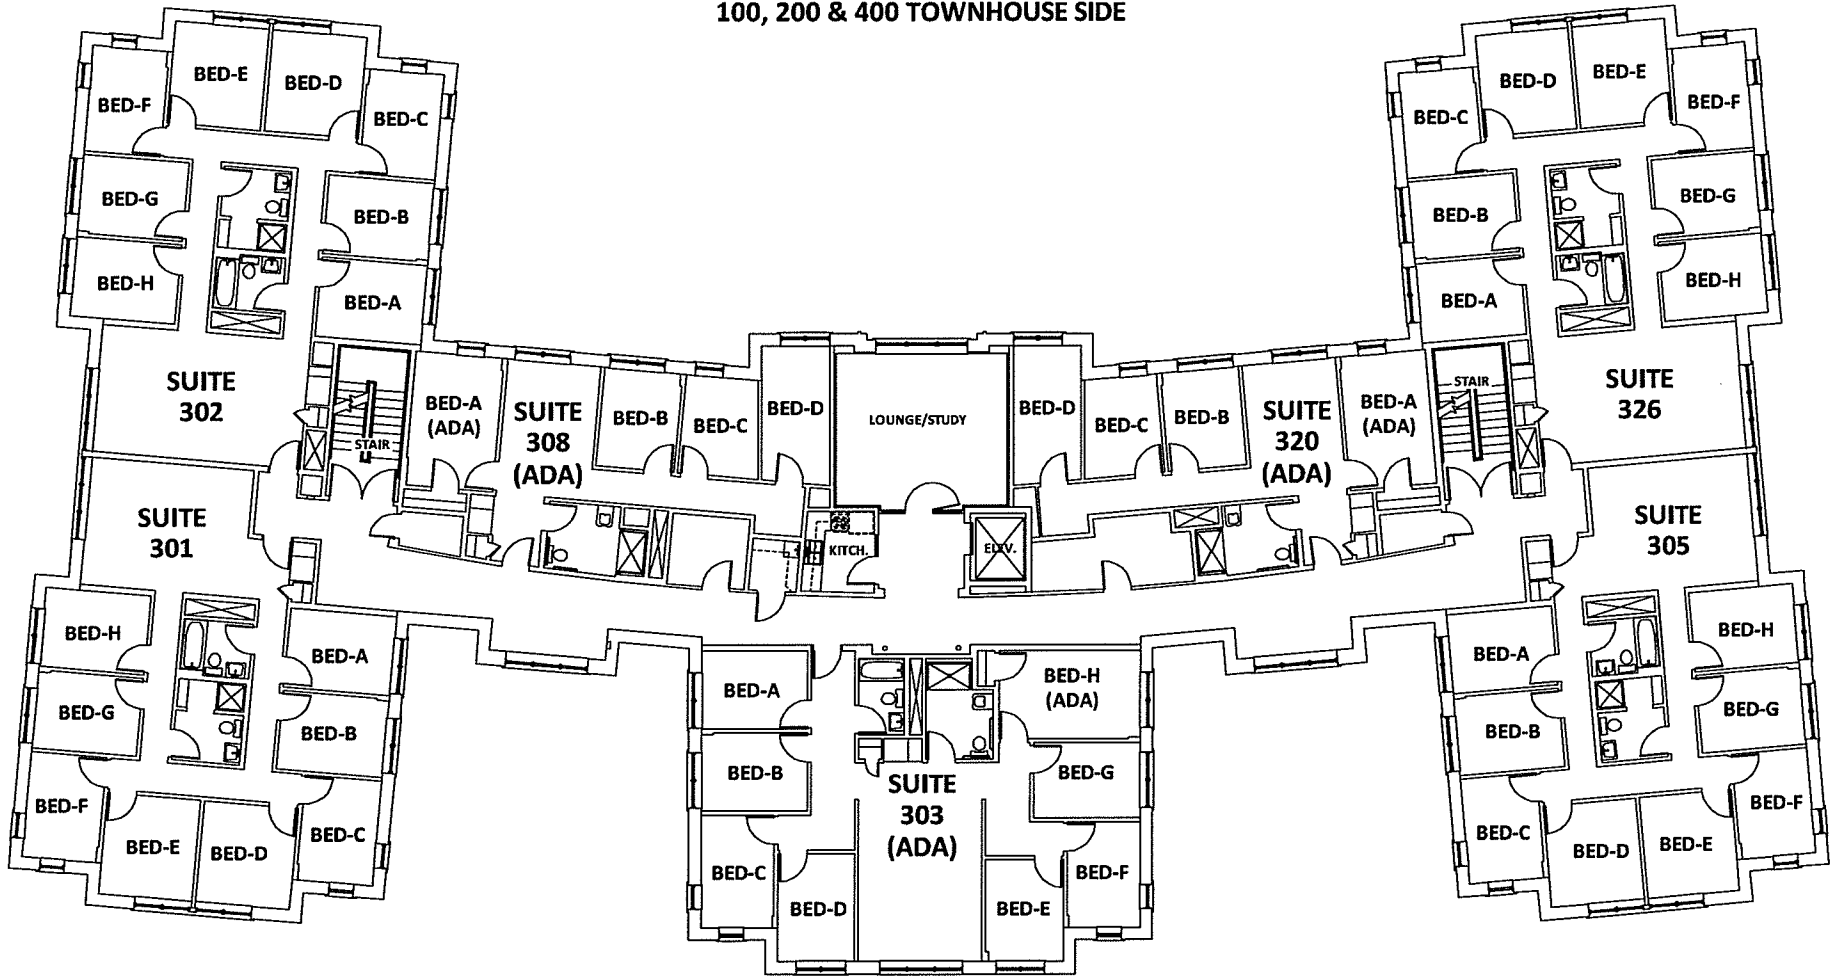 100, 200 & 400 TOWNHOUSE SIDE
BED-E
BED-D
BED-F
BED-C
BED-G
BED-B
BED-H
BED-A
SUITE
302
STAIR
SUITE
301
BED-H
BED-A
BED-G
BED-B
BED-F
BED-C
BED-E
BED-D
BED-A
(ADA)
SUITE
308
(ADA)
BED-B
BED-C
BED-D
LOUNGE/STUDY
KITCH.
ELEV.
BED-D
BED-C
BED-B
SUITE
320
(ADA)
BED-A
(ADA)
STAIR
BED-A
BED-H
(ADA)
BED-B
BED-G
SUITE
303
(ADA)
BED-C
BED-F
BED-D
BED-E
BED-D
BED-E
BED-C
BED-F
BED-B
BED-G
BED-A
BED-H
SUITE
326
SUITE
305
BED-A
BED-H
BED-B
BED-G
BED-C
BED-F
BED-D
BED-E